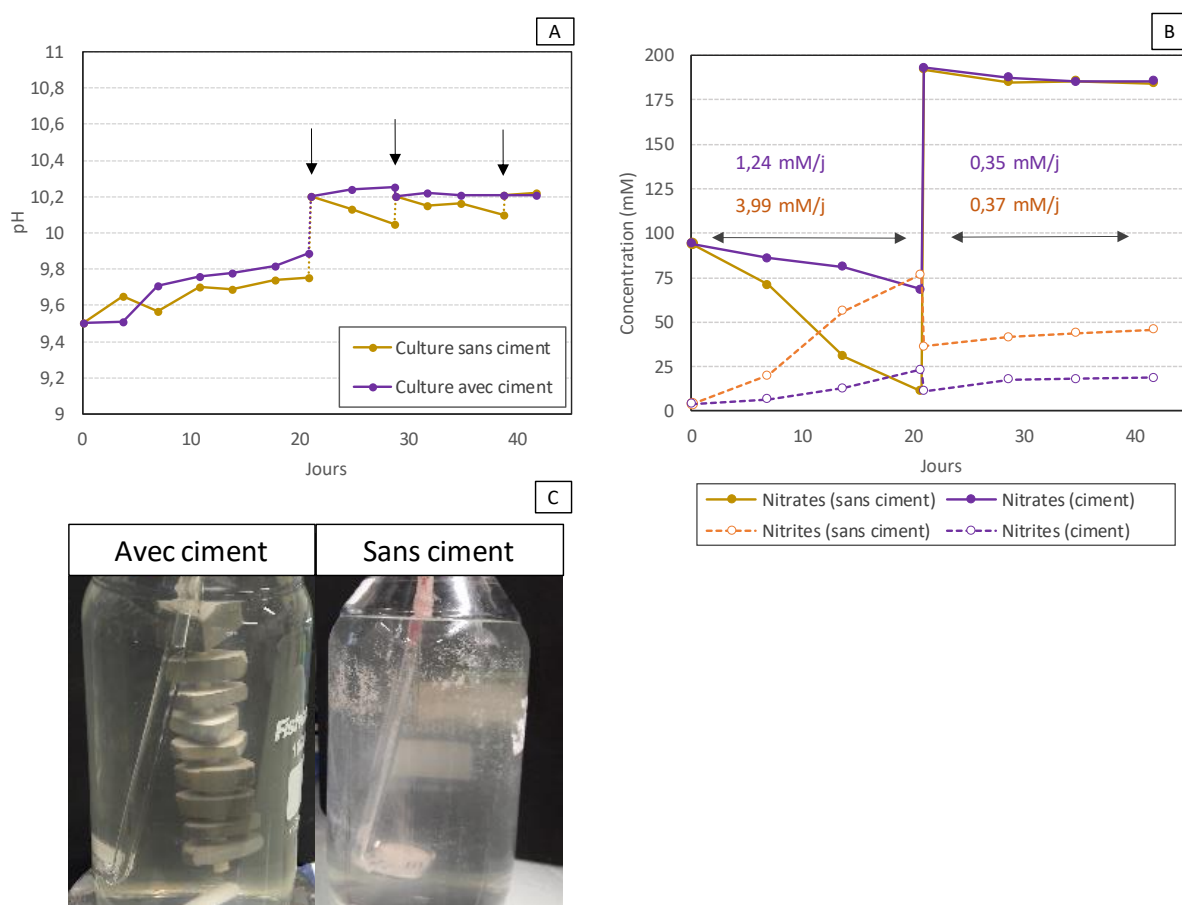 A
11
10,8
10,6
10,4
10,2
10
9,8
9,6
9,4
9,2
9
pH
0 10 20 30 40
Jours
Culture sans ciment
Culture avec ciment
B
200
175
150
125
100
75
50
25
0
Concentration (mM)
1,24 mM/j 0,35 mM/j
3,99 mM/j 0,37 mM/j
0 10 20 30 40
Jours
Nitrates (sans ciment) Nitrates (ciment)
Nitrites (sans ciment) Nitrites (ciment)
C
Avec ciment Sans ciment